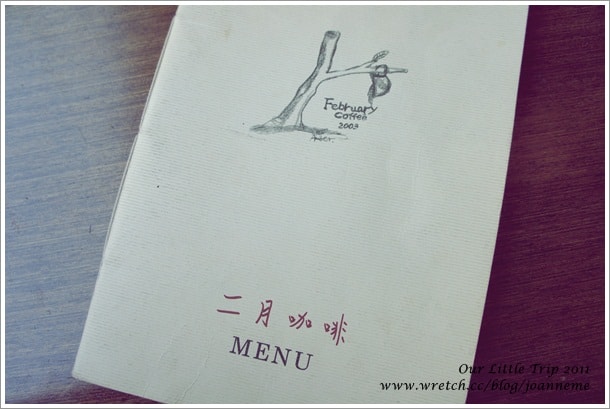 February
Coffee
2003
二月咖啡
MENU
Our Little Trip 2011
www.wretch.cc/blog/joanneme